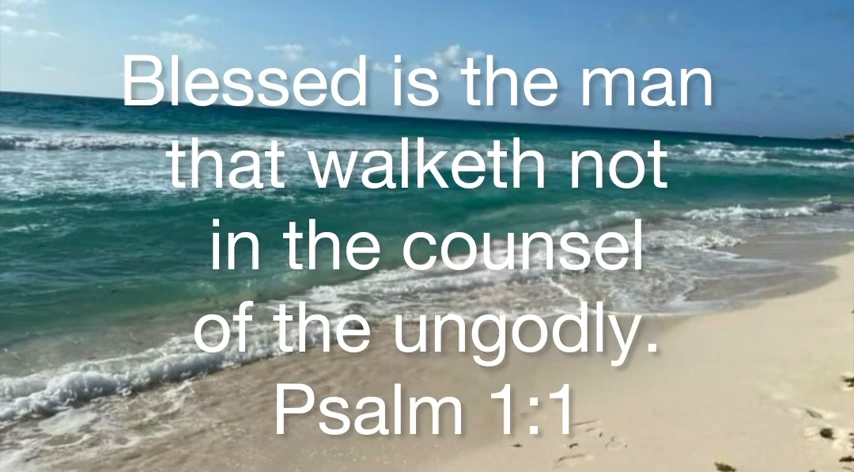 Blessed is the man
that walketh not
in the counsel
of the ungodly.
Psalm 1:1